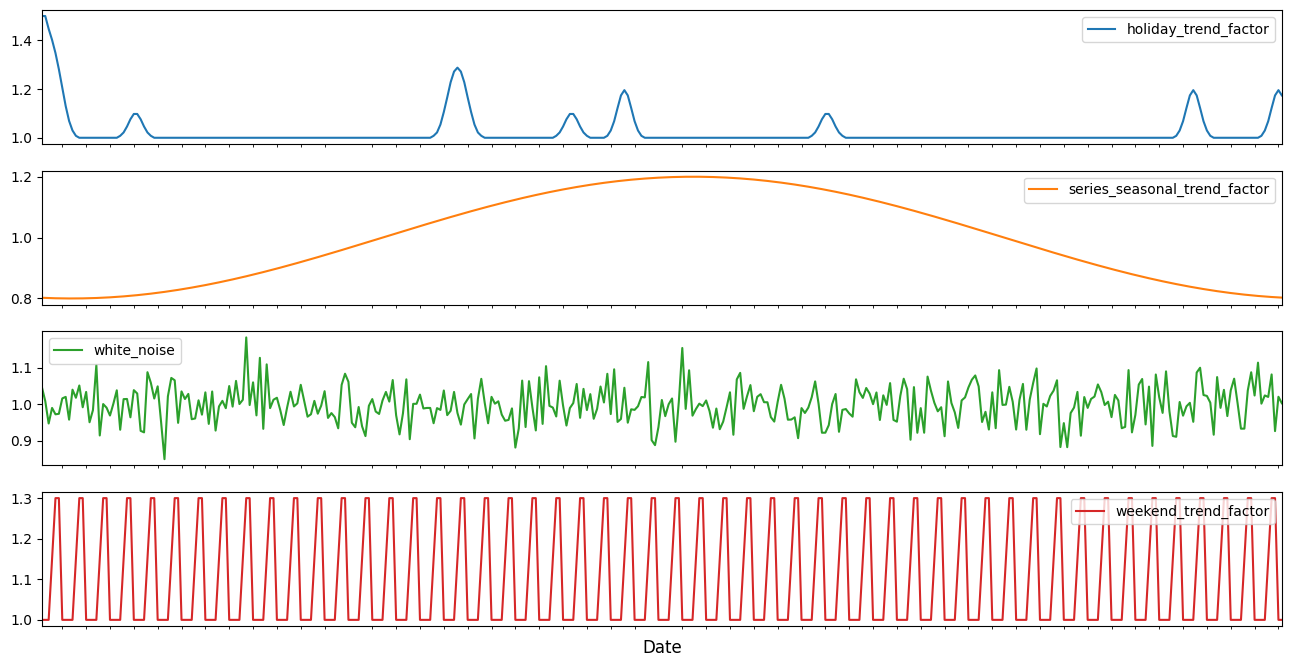 holiday_trend_factor
1.4
1.2
1.0
series_seasonal_trend_factor
1.2
1.0
0.8
white_noise
1.1
1.0
0.9
weekend_trend_factor
1.3
1.2
1.1
1.0
Date